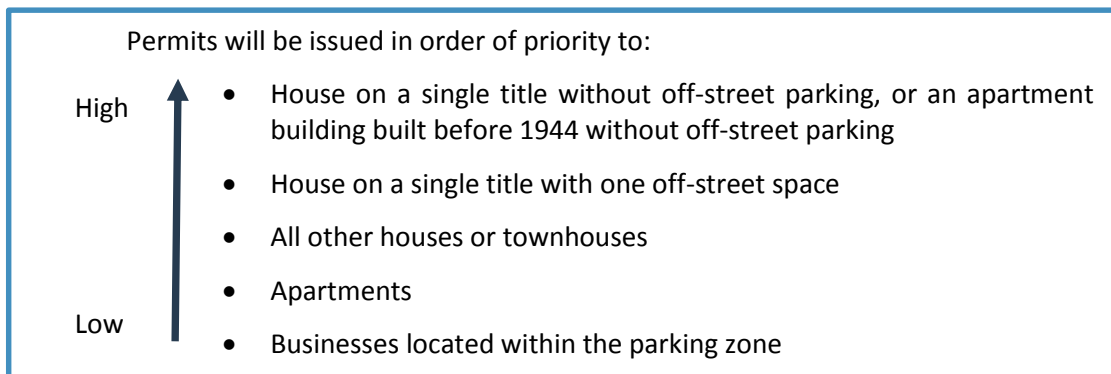 Permits will be issued in order of priority to:
High
• House on a single title without off-street parking, or an apartment
building built before 1944 without off-street parking
• House on a single title with one off-street space
• All other houses or townhouses
• Apartments
Low
• Businesses located within the parking zone